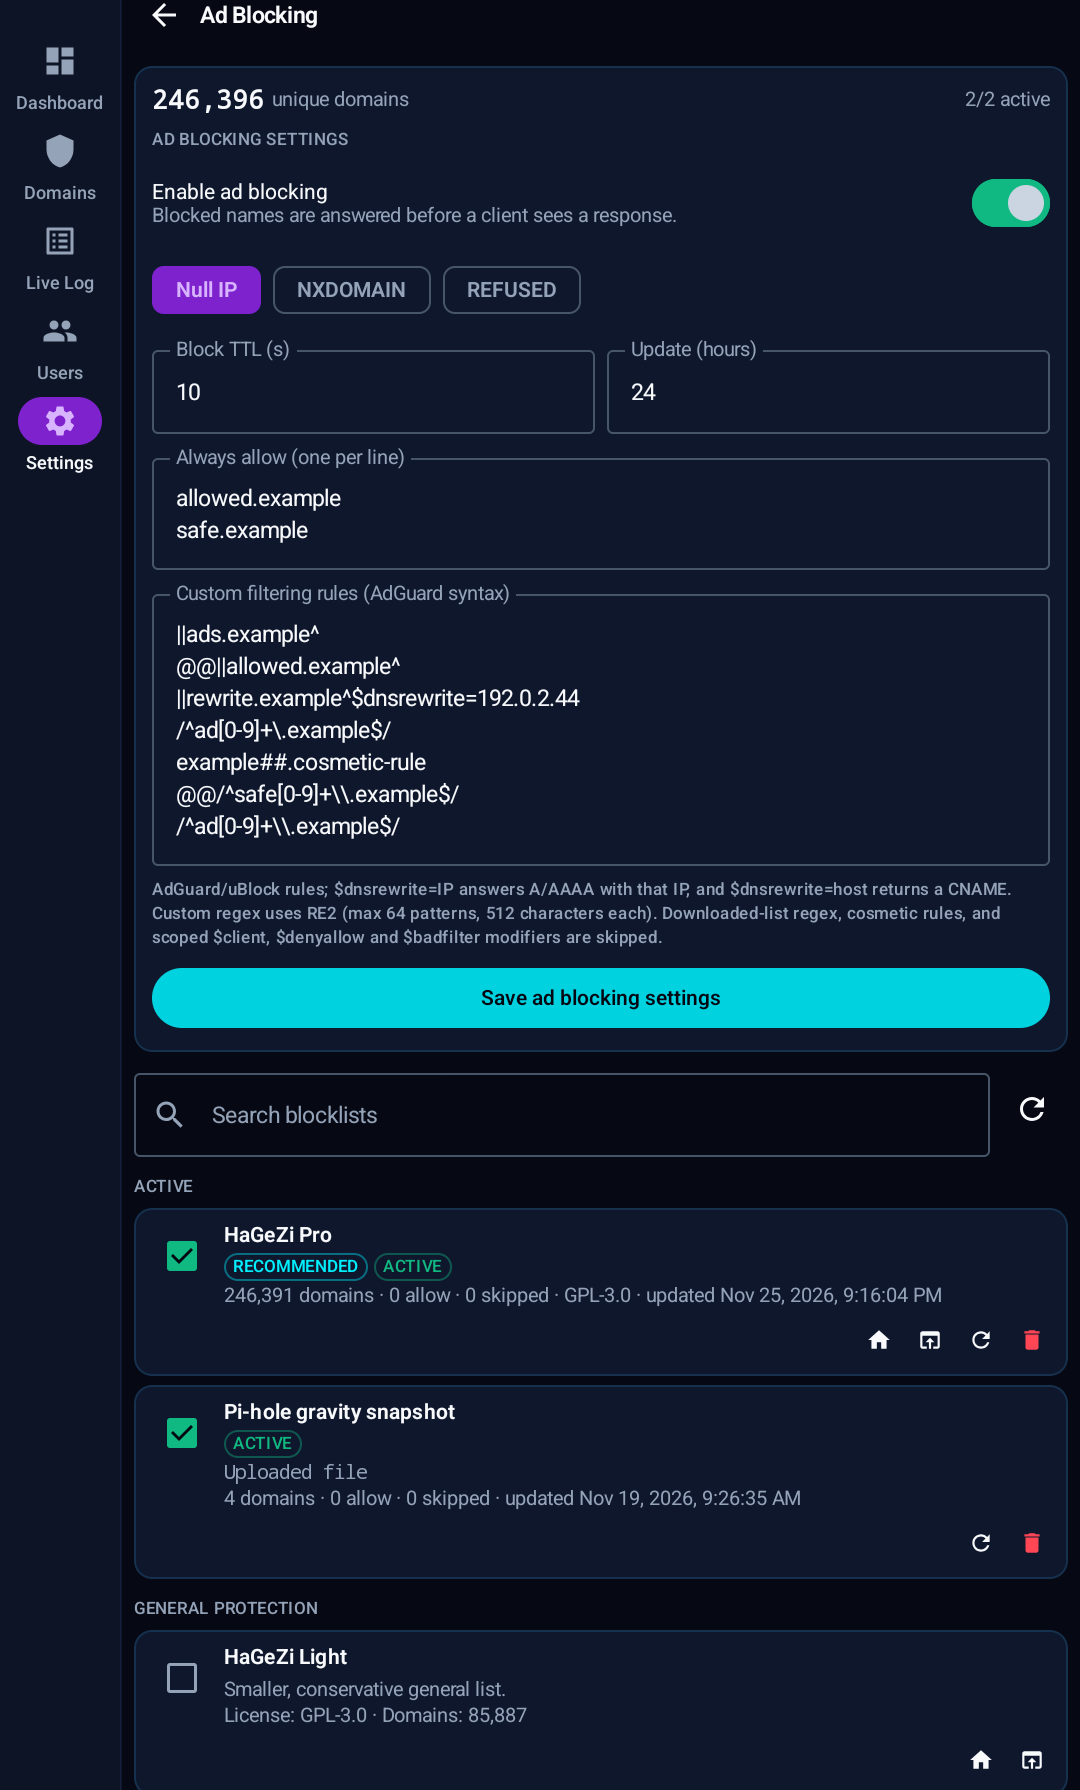 Ad Blocking
Dashboard
Domains
Live Log
Users
Settings
246,396 unique domains
2/2 active
AD BLOCKING SETTINGS
Enable ad blocking
Blocked names are answered before a client sees a response.
Null IP
NXDOMAIN
REFUSED
Block TTL (s)
10
Update (hours)
24
Always allow (one per line)
allowed.example
safe.example
Custom filtering rules (AdGuard syntax)
||ads.example^
@@||allowed.example^
||rewrite.example^$dnsrewrite=192.0.2.44
/^ad[0-9]+\.example$/
example##.cosmetic-rule
@@/^safe[0-9]+\\.example$/
/^ad[0-9]+\\.example$/
AdGuard/uBlock rules; $dnsrewrite=IP answers A/AAAA with that IP, and $dnsrewrite=host returns a CNAME.
Custom regex uses RE2 (max 64 patterns, 512 characters each). Downloaded-list regex, cosmetic rules, and
scoped $client, $denyallow and $badfilter modifiers are skipped.
Save ad blocking settings
Search blocklists
ACTIVE
HaGeZi Pro
RECOMMENDED
ACTIVE
246,391 domains · 0 allow · 0 skipped · GPL-3.0 · updated Nov 25, 2026, 9:16:04 PM
Pi-hole gravity snapshot
ACTIVE
Uploaded file
4 domains · 0 allow · 0 skipped · updated Nov 19, 2026, 9:26:35 AM
GENERAL PROTECTION
HaGeZi Light
Smaller, conservative general list.
License: GPL-3.0 · Domains: 85,887